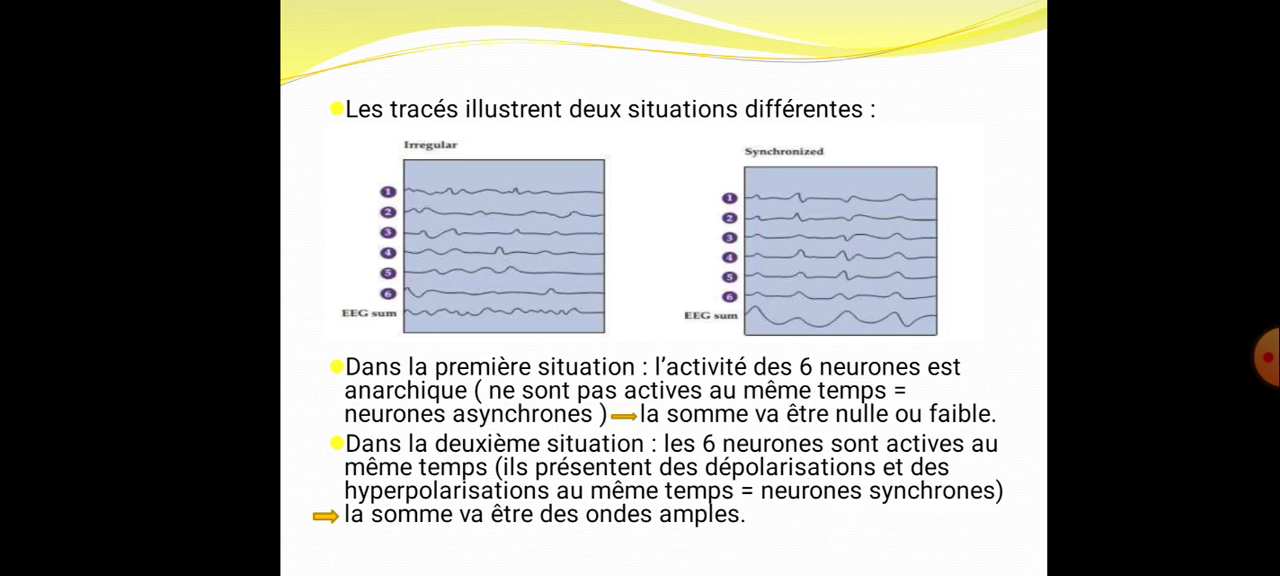 Les tracés illustrent deux situations différentes :
Irregular
1
2
3
4
5
6
EEG sum
Synchronized
1
2
3
4
5
6
EEG sum
Dans la première situation : l’activité des 6 neurones est
anarchique ( ne sont pas actives au même temps =
neurones asynchrones ) la somme va être nulle ou faible.
Dans la deuxième situation : les 6 neurones sont actives au
même temps (ils présentent des dépolarisations et des
hyperpolarisations au même temps = neurones synchrones)
la somme va être des ondes amples.